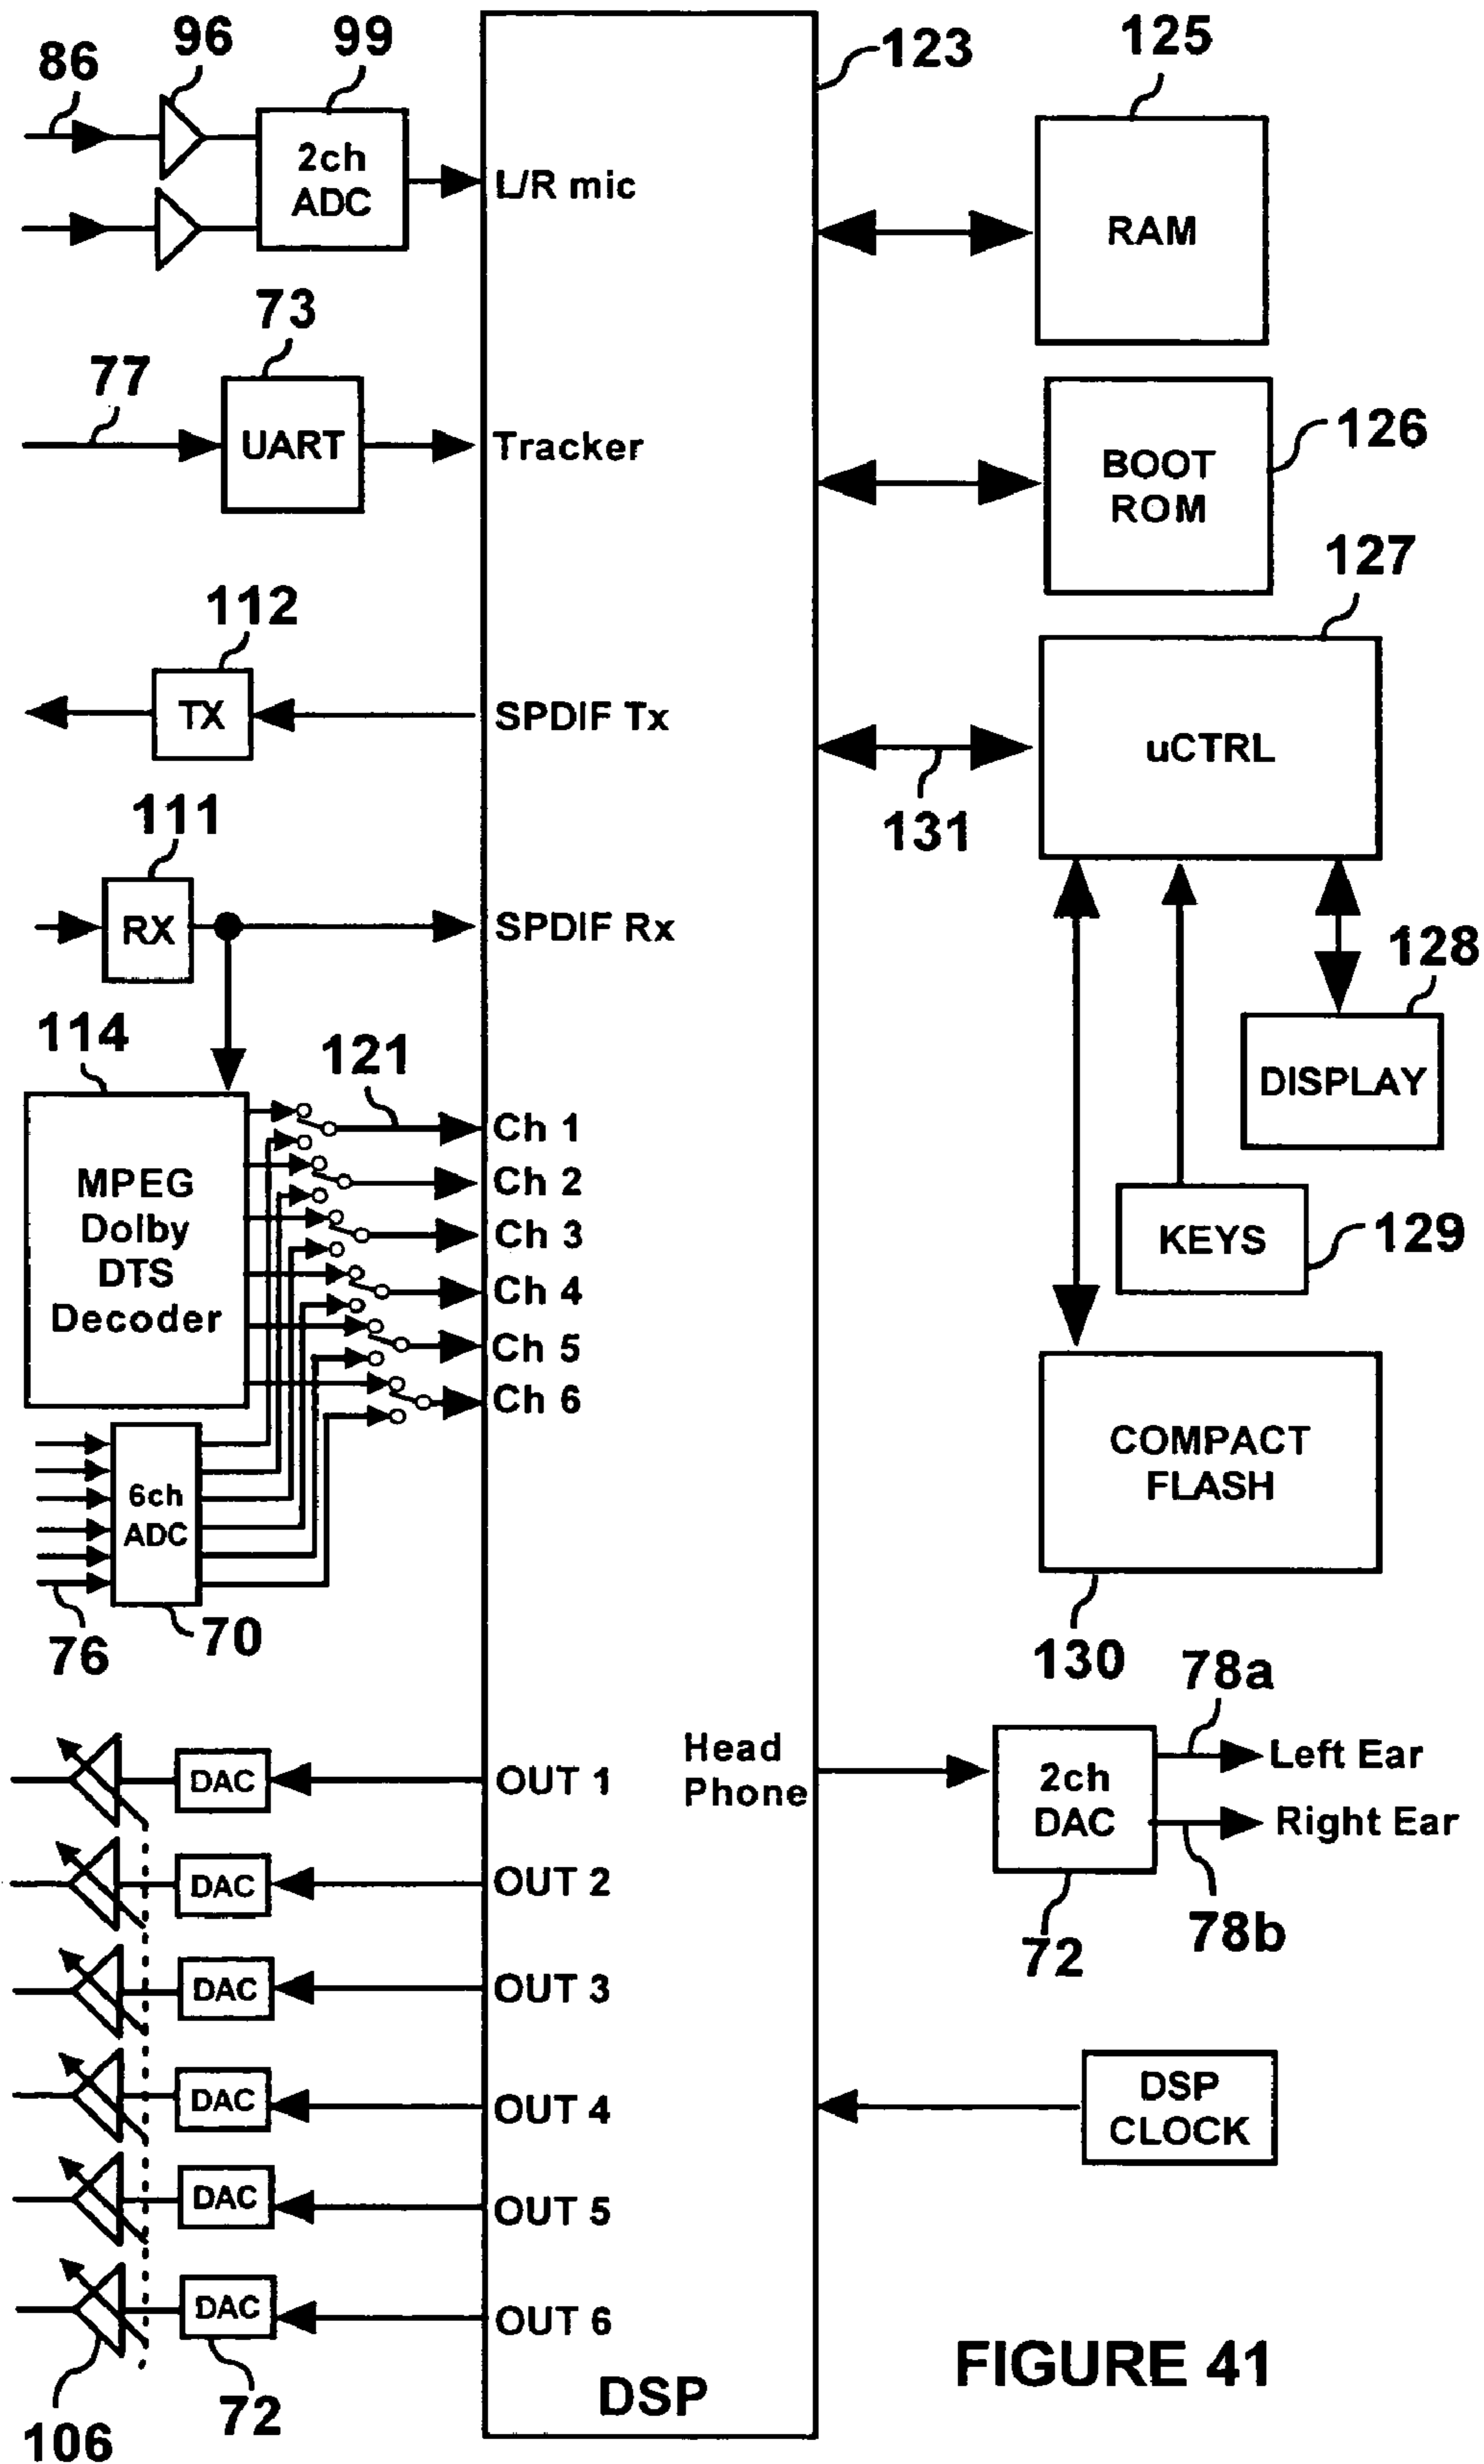 86
96
99
123
125
2ch
ADC
L/R mic
RAM
73
77
UART
Tracker
BOOT
ROM
126
127
112
TX
SPDIF Tx
uCTRL
131
111
RX
SPDIF Rx
128
DISPLAY
114
121
MPEG
Dolby
DTS
Decoder
Ch 1
Ch 2
Ch 3
Ch 4
Ch 5
Ch 6
KEYS
129
COMPACT
FLASH
130
6ch
ADC
76
70
78a
Head
Phone
2ch
DAC
Left Ear
Right Ear
72
78b
DAC
OUT 1
DAC
OUT 2
DAC
OUT 3
DAC
OUT 4
DAC
OUT 5
DAC
OUT 6
DSP
CLOCK
106
72
DSP
FIGURE 41